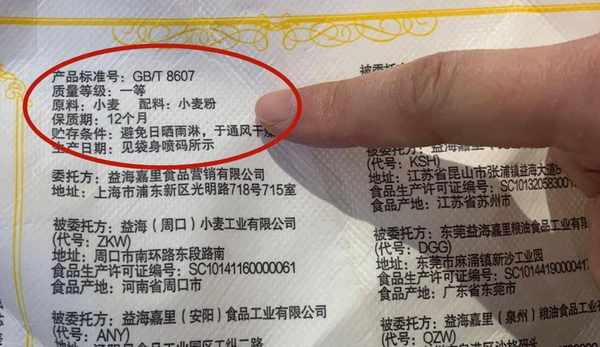 产品标准号：GB/T 8607
质量等级：一等
原料：小麦 配料：小麦粉
保质期：12个月
贮存条件：避免日晒雨淋，于通风干燥
生产日期：见袋身喷码所示
委托方：益海嘉里食品营销有限公司
地址：上海市浦东新区光明路718号715室
被委托方：益海（周口）小麦工业有限公司
(代号：ZKW)
地址：周口市南环路东段路南
食品生产许可证编号：SC10141160000061
产地：河南省周口市
被委托方：益海嘉里（安阳）食品工业有限公司
(代号：ANY)
二路
被委托方：
(代号：KSH)
地址：江苏省昆山市张浦镇益海大道
食品生产许可证编号：SC1013205830
产地：江苏省苏州市
被委托方：东莞益海嘉里粮油食品工业有限
(代号：DGG)
地址：东莞市麻涌镇新沙工业园
食品生产许可证编号：SC1014419000041
产地：广东省东莞市
被委托方：益海嘉里（泉州）粮油食品工业
(代号：QZW)